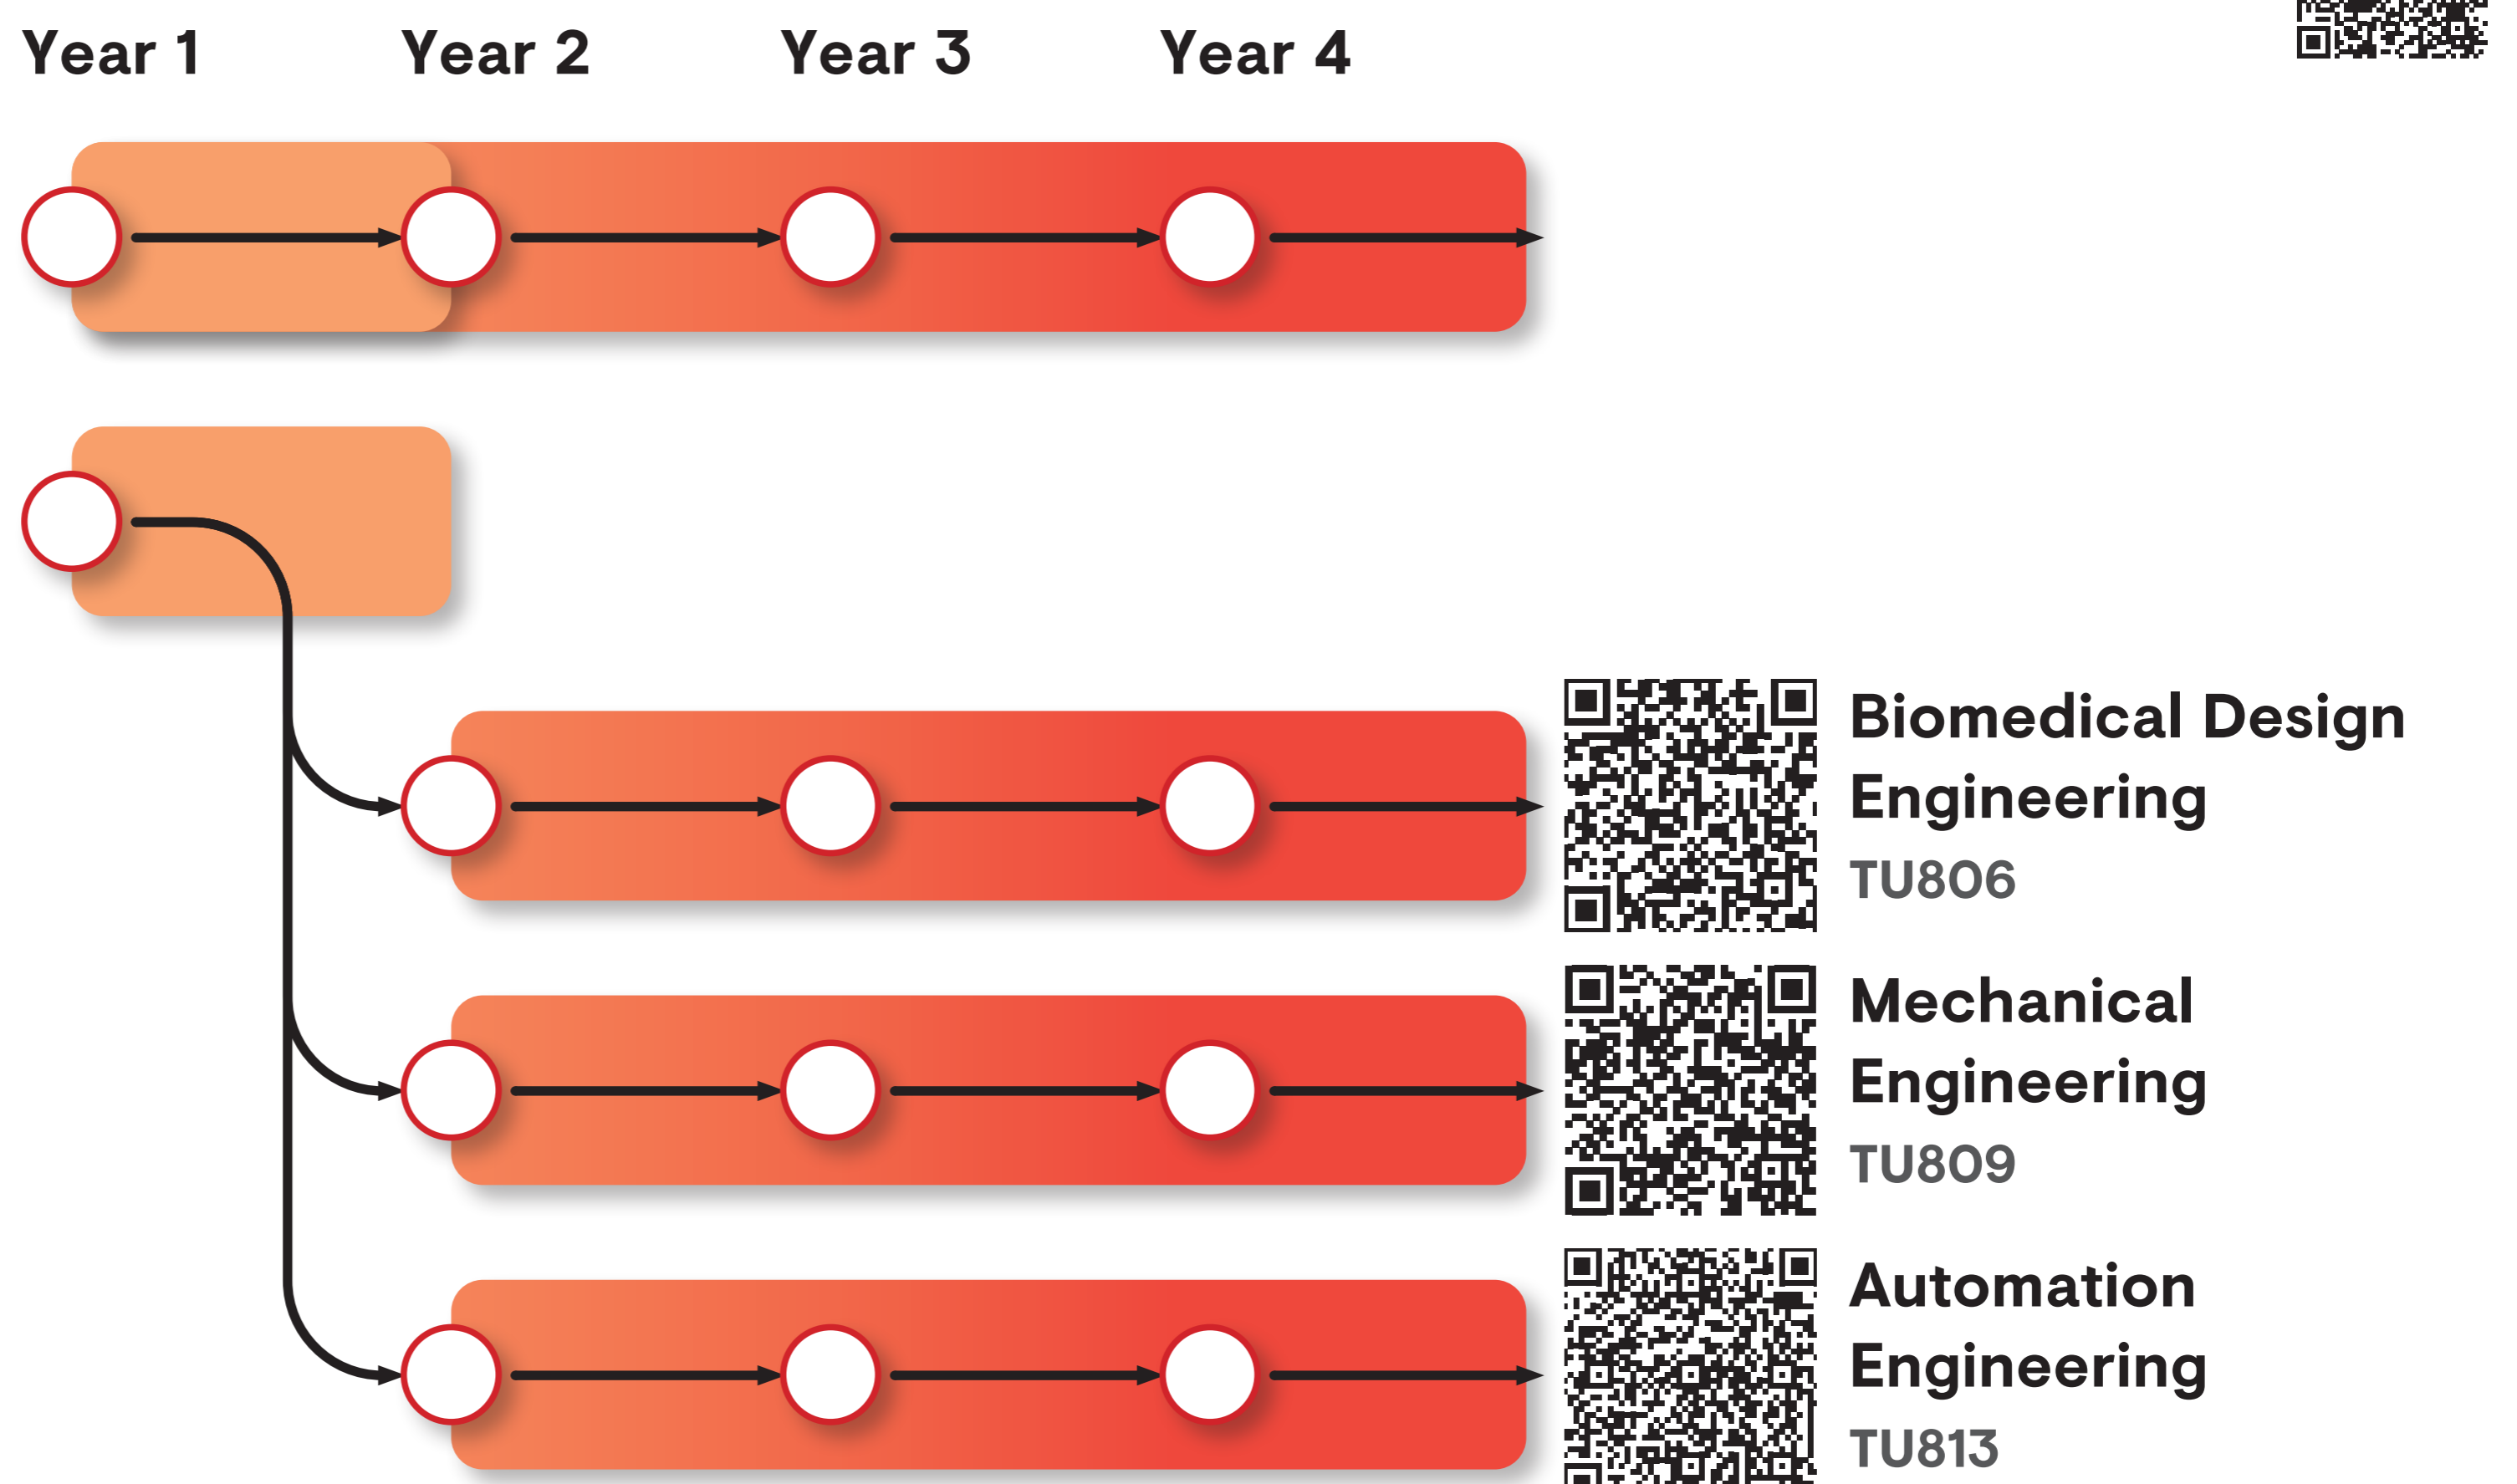 Year 1 Year 2 Year 3 Year 4
Biomedical Design
Engineering
TU806
Mechanical
Engineering
TU809
Automation
Engineering
TU813